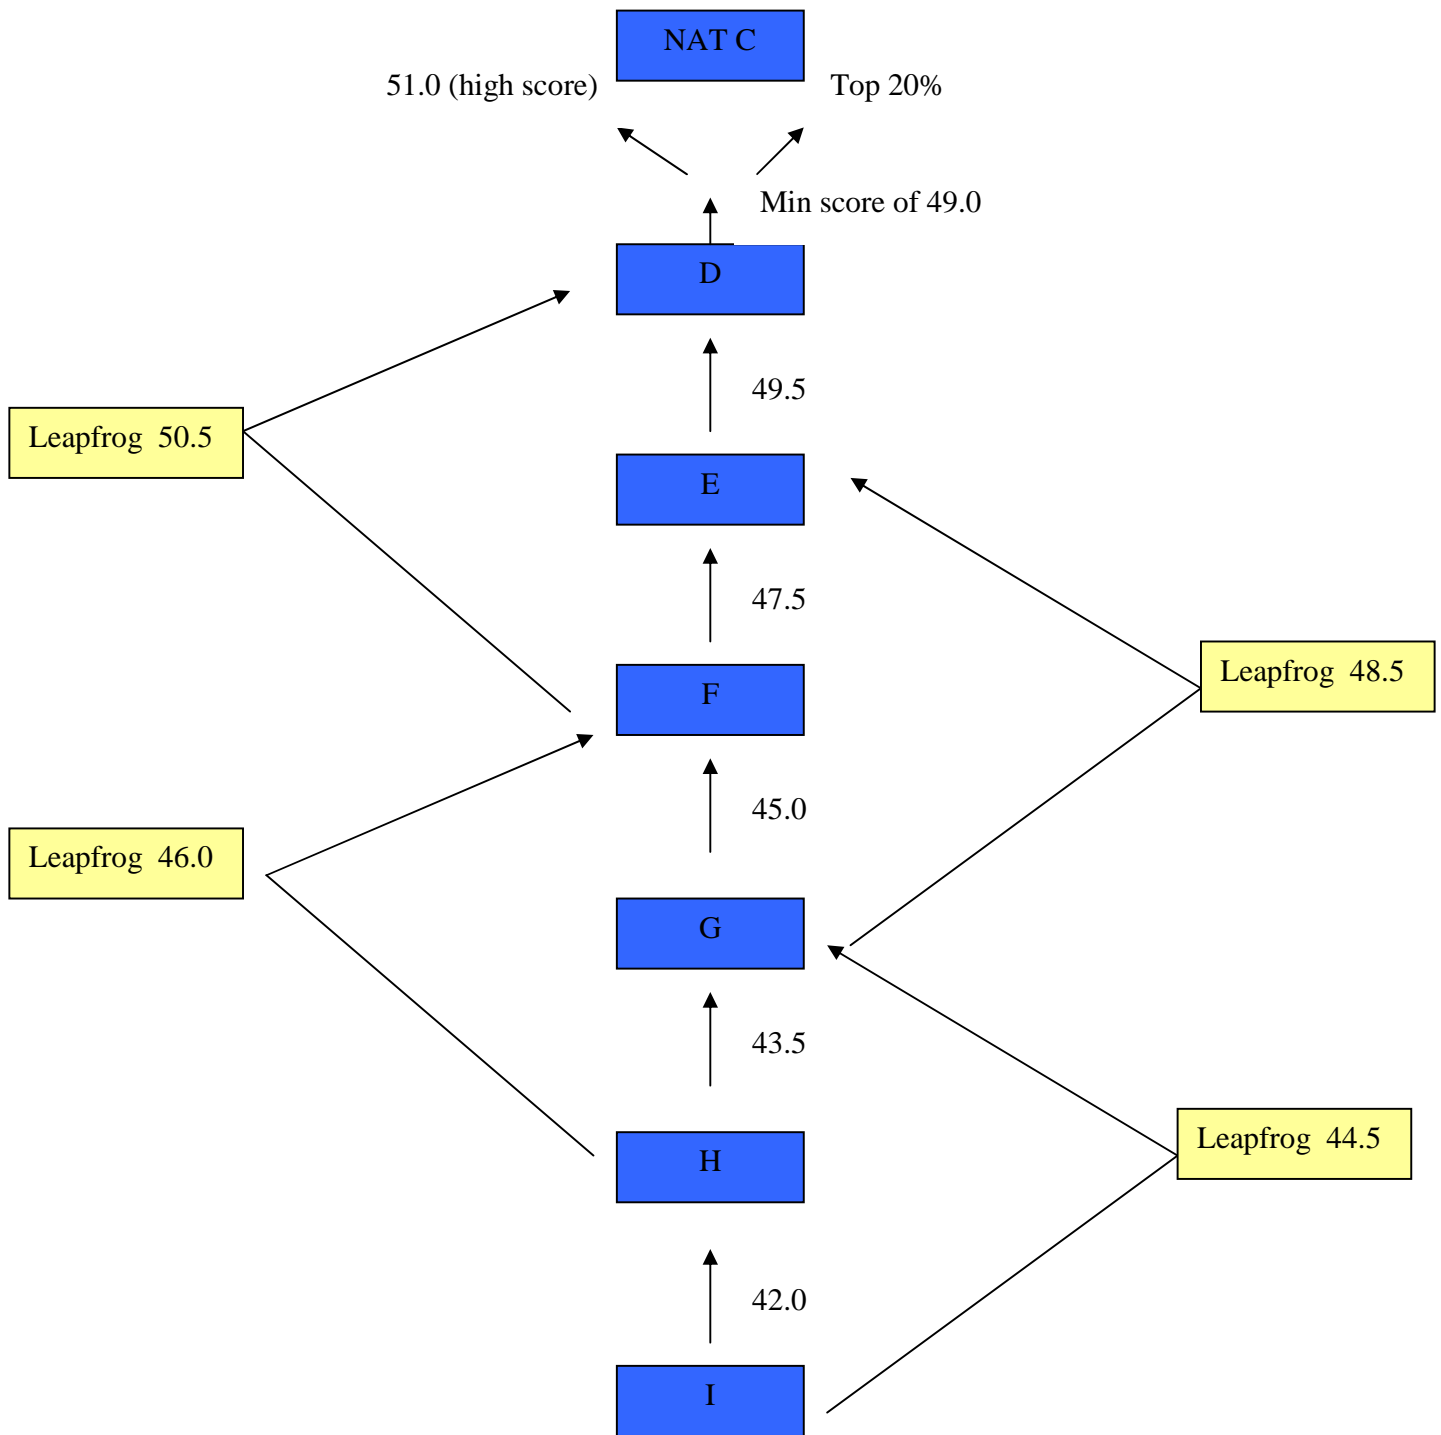 NAT C
51.0 (high score)
Top 20%
Min score of 49.0
D
49.5
Leapfrog  50.5
E
47.5
Leapfrog  48.5
F
45.0
Leapfrog  46.0
G
43.5
Leapfrog  44.5
H
42.0
I